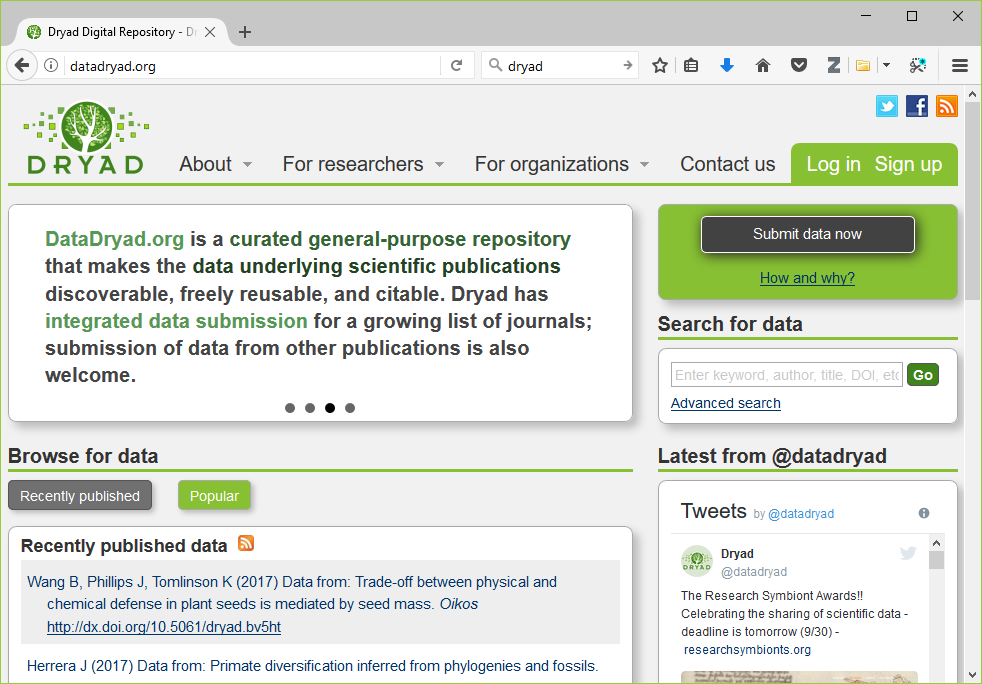 Dryad Digital Repository - Dr
datadryad.org
dryad
DRYAD
About
For researchers
For organizations
Contact us
Log in
Sign up
DataDryad.org is a curated general-purpose repository
that makes the data underlying scientific publications
discoverable, freely reusable, and citable. Dryad has
integrated data submission for a growing list of journals;
submission of data from other publications is also
welcome.
Submit data now
How and why?
Search for data
Enter keyword, author, title, DOI, etc
Go
Advanced search
Browse for data
Recently published
Popular
Recently published data
Wang B, Phillips J, Tomlinson K (2017) Data from: Trade-off between physical and
chemical defense in plant seeds is mediated by seed mass. Oikos
http://dx.doi.org/10.5061/dryad.bv5ht
Herrera J (2017) Data from: Primate diversification inferred from phylogenies and fossils.
Latest from @datadryad
Tweets by @datadryad
Dryad
@datadryad
The Research Symbiont Awards!!
Celebrating the sharing of scientific data -
deadline is tomorrow (9/30) -
researchsymbionts.org